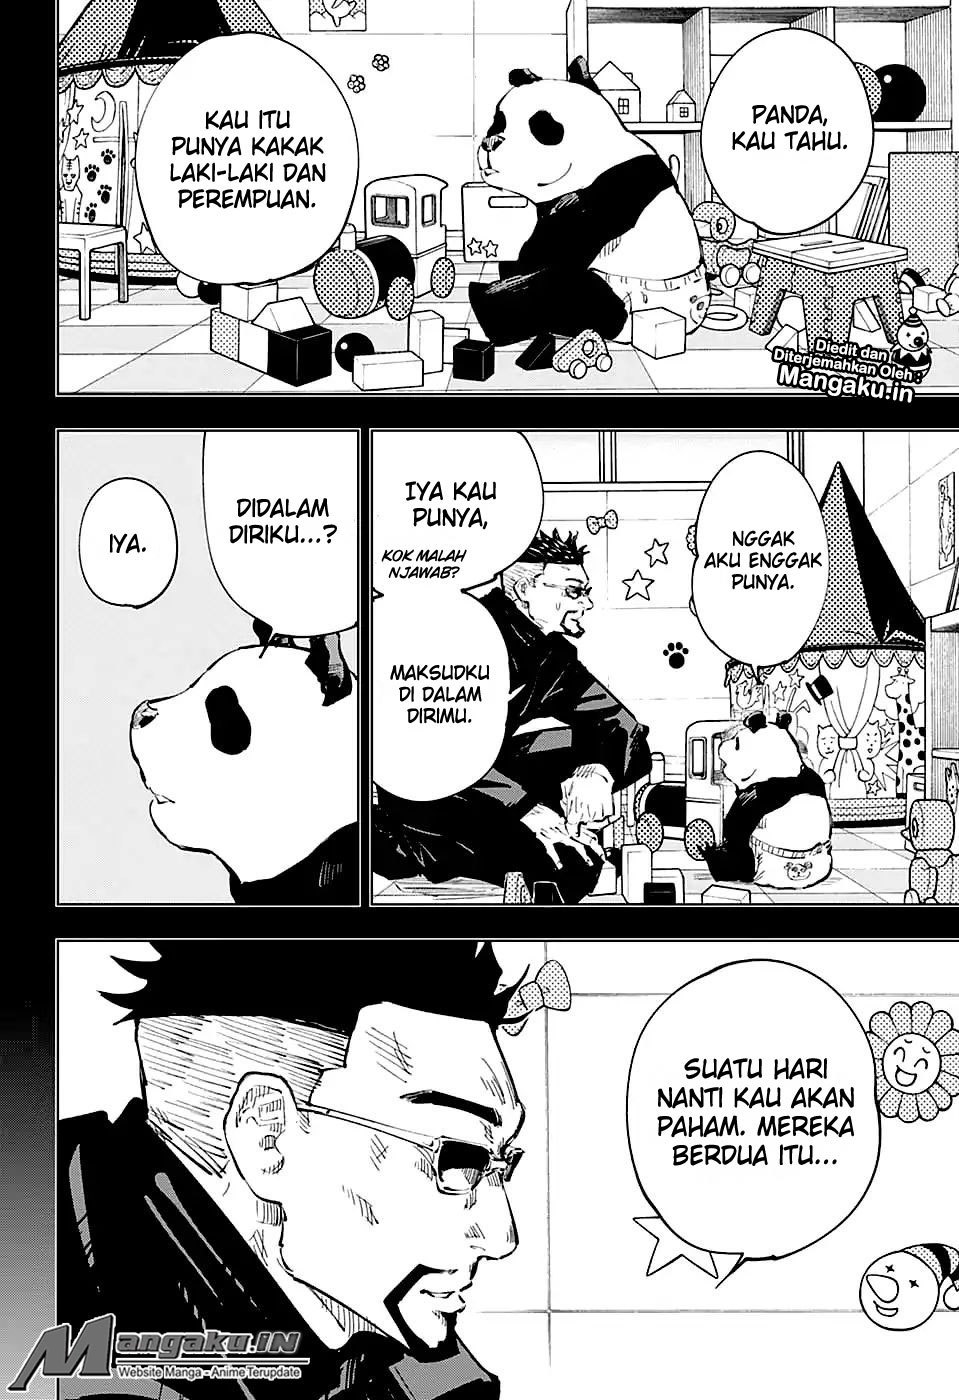 PANDA,
KAU TAHU.
KAU ITU
PUNYA KAKAK
LAKI-LAKI DAN
PEREMPUAN.
Diedit dan
Diterjemahkan Oleh :
Mangaku.in
NGGAK
AKU ENGGAK
PUNYA.
IYA KAU
PUNYA,
KOK MALAH
NJAWAB?
MAKSUDKU
DI DALAM
DIRIMU.
DIDALAM
DIRIKU...?
IYA.
SUATU HARI
NANTI KAU AKAN
PAHAM. MEREKA
BERDUA ITU...
Mangaku.iN
Website Manga - Anime Terupdate